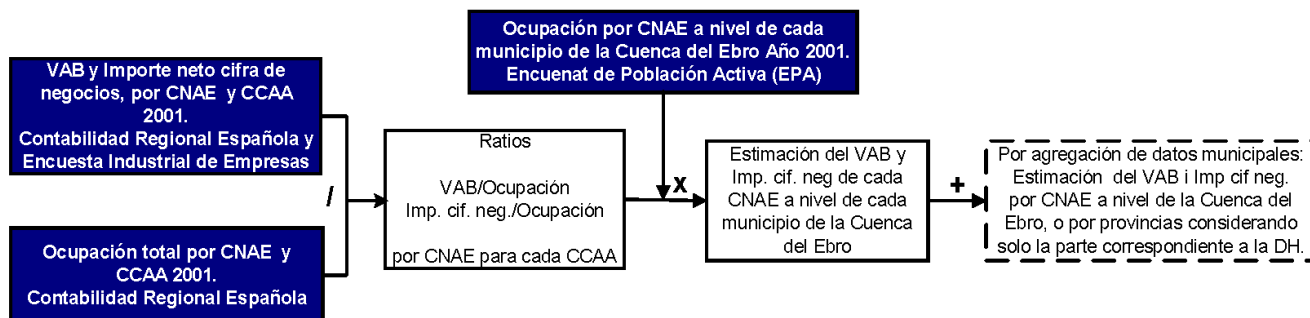 Ocupación por CNAE a nivel de cada
municipio de la Cuenca del Ebro Año 2001.
Encuenat de Población Activa (EPA)
VAB y Importe neto cifra de
negocios, por CNAE y CCAA
2001.
Contabilidad Regional Española y
Encuesta Industrial de Empresas
/
Ocupación total por CNAE y
CCAA 2001.
Contabilidad Regional Española
Ratios
VAB/Ocupación
Imp. cif. neg./Ocupación
por CNAE para cada CCAA
X
Estimación del VAB y
Imp. cif. neg de cada
CNAE a nivel de cada
municipio de la Cuenca
del Ebro
+
Por agregación de datos municipales:
Estimación del VAB i Imp cif neg.
por CNAE a nivel de la Cuenca del
Ebro, o por provincias considerando
solo la parte correspondiente a la DH.